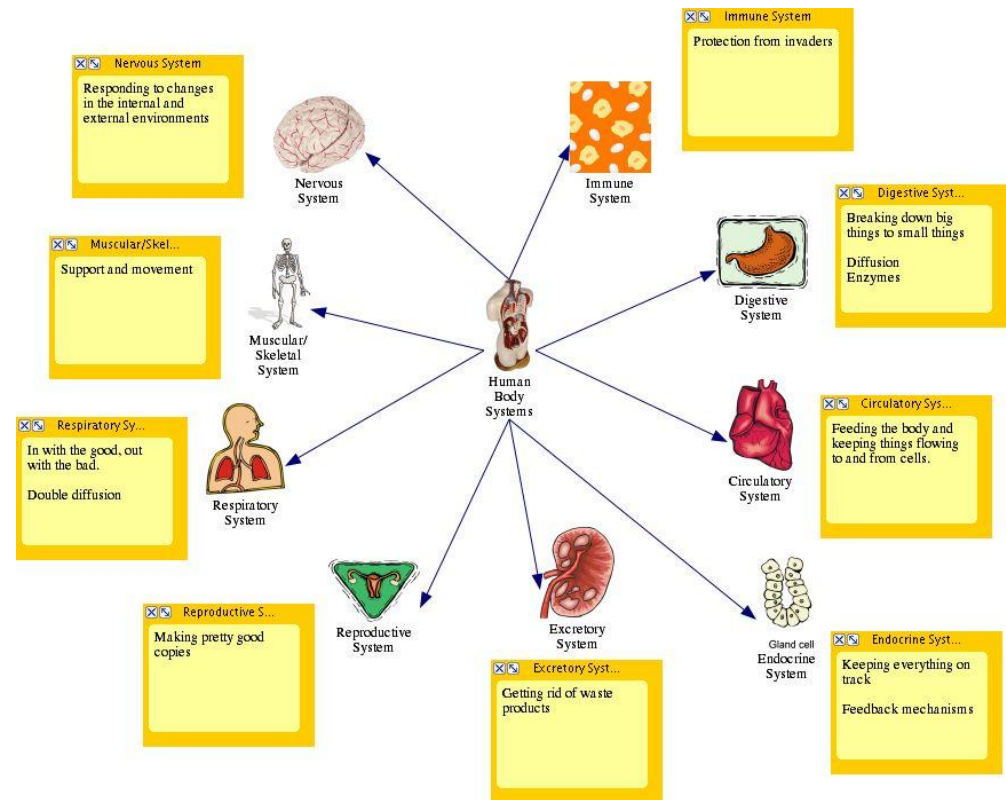 Immune System
Protection from invaders
Nervous System
Responding to changes
in the internal and
external environments
Nervous
System
Immune
System
Digestive Syst...
Breaking down big
things to small things
Diffusion
Enzymes
Digestive
System
Muscular/Skel...
Support and movement
Muscular/
Skeletal
System
Human
Body
Systems
Circulatory Sys...
Feeding the body and
keeping things flowing
to and from cells.
Circulatory
System
Respiratory Sy...
In with the good, out
with the bad.
Double diffusion
Respiratory
System
Reproductive S...
Making pretty good
copies
Reproductive
System
Excretory
System
Excretory Syst...
Getting rid of waste
products
Gland cell
Endocrine
System
Endocrine Syst...
Keeping everything on
track
Feedback mechanisms